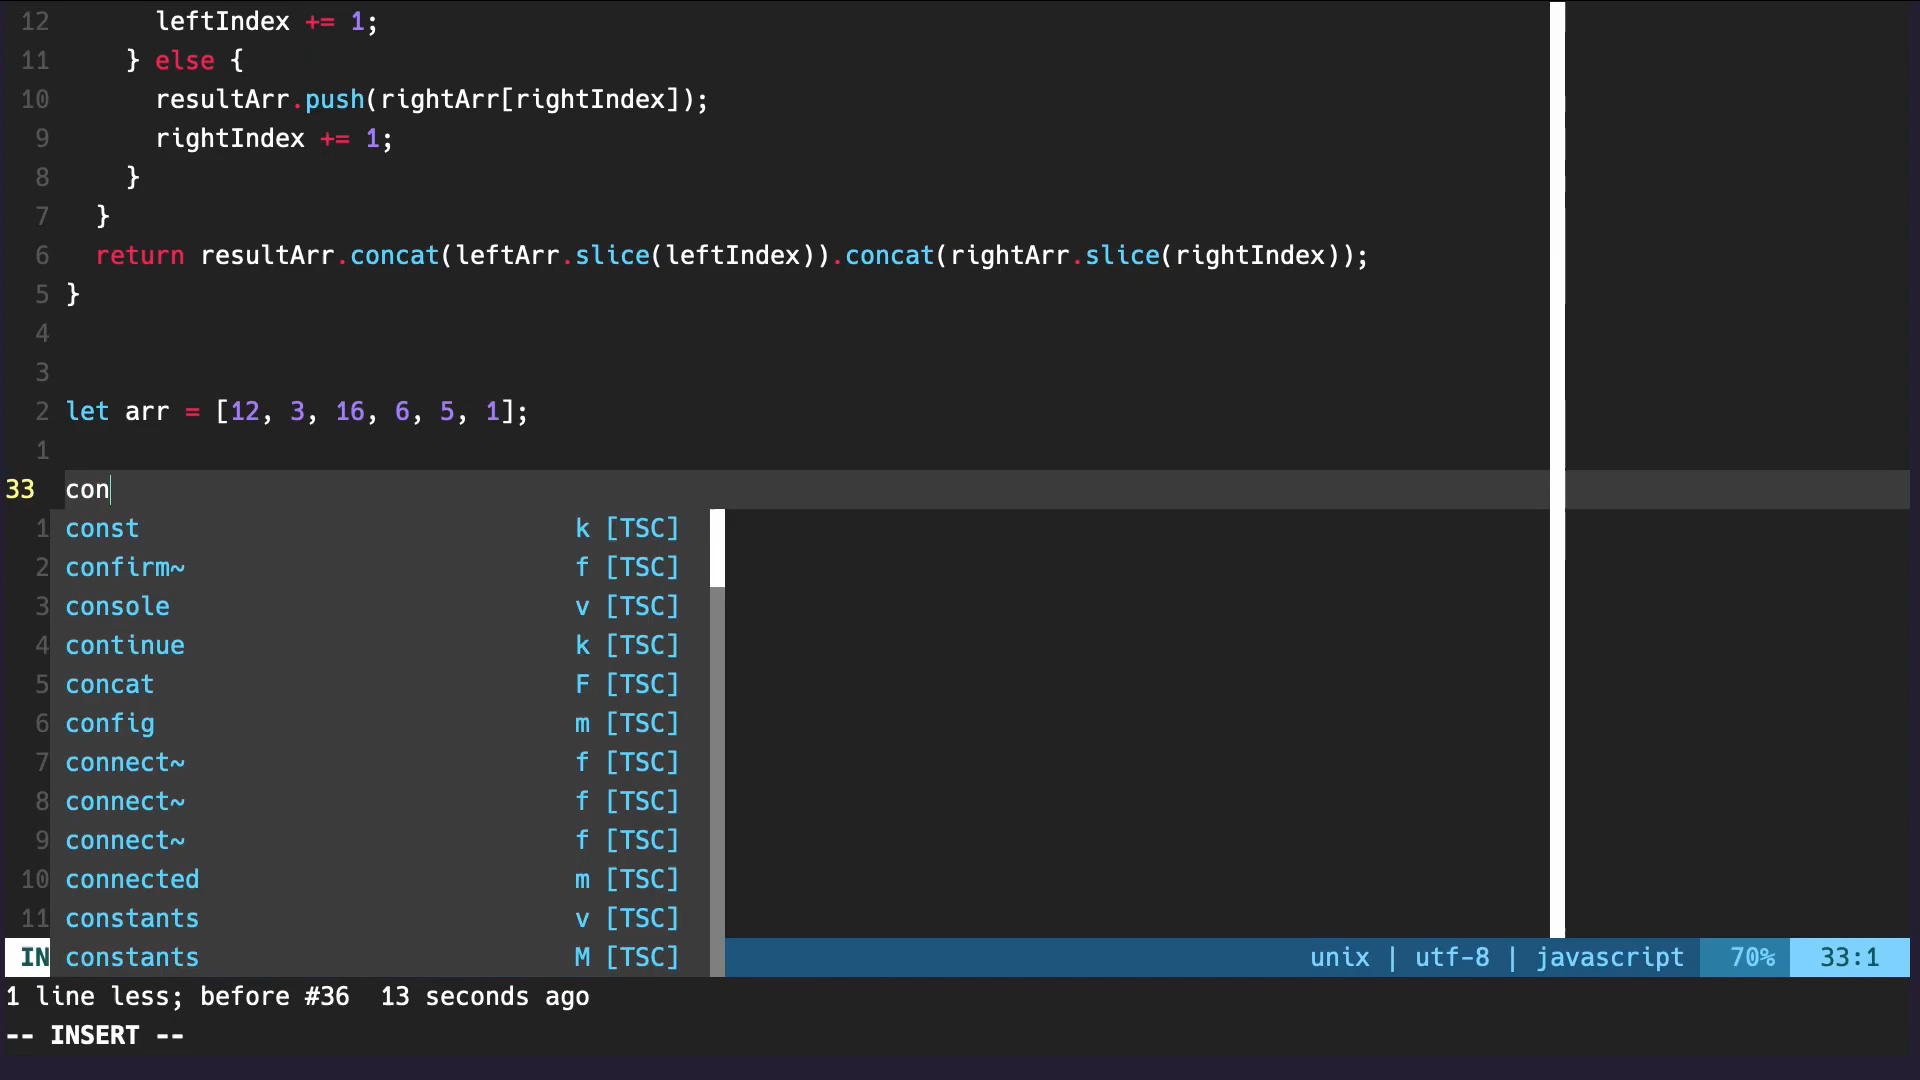 12 leftIndex += 1;
11 } else {
10 resultArr.push(rightArr[rightIndex]);
9 rightIndex += 1;
8 }
7 }
6 return resultArr.concat(leftArr.slice(leftIndex)).concat(rightArr.slice(rightIndex));
5 }
4
3
2 let arr = [12, 3, 16, 6, 5, 1];
1
33 con
1 const k [TSC]
2 confirm~ f [TSC]
3 console v [TSC]
4 continue k [TSC]
5 concat F [TSC]
6 config m [TSC]
7 connect~ f [TSC]
8 connect~ f [TSC]
9 connect~ f [TSC]
10 connected m [TSC]
11 constants v [TSC]
IN constants M [TSC] unix | utf-8 | javascript 70% 33:1
1 line less; before #36 13 seconds ago
-- INSERT --